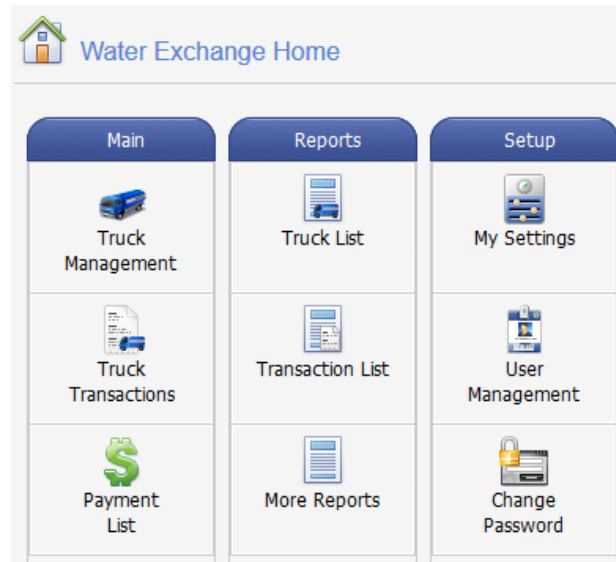 Water Exchange Home
Main
Truck
Management
Truck
Transactions
Payment
List
Reports
Truck List
Transaction List
More Reports
Setup
My Settings
User
Management
Change
Password